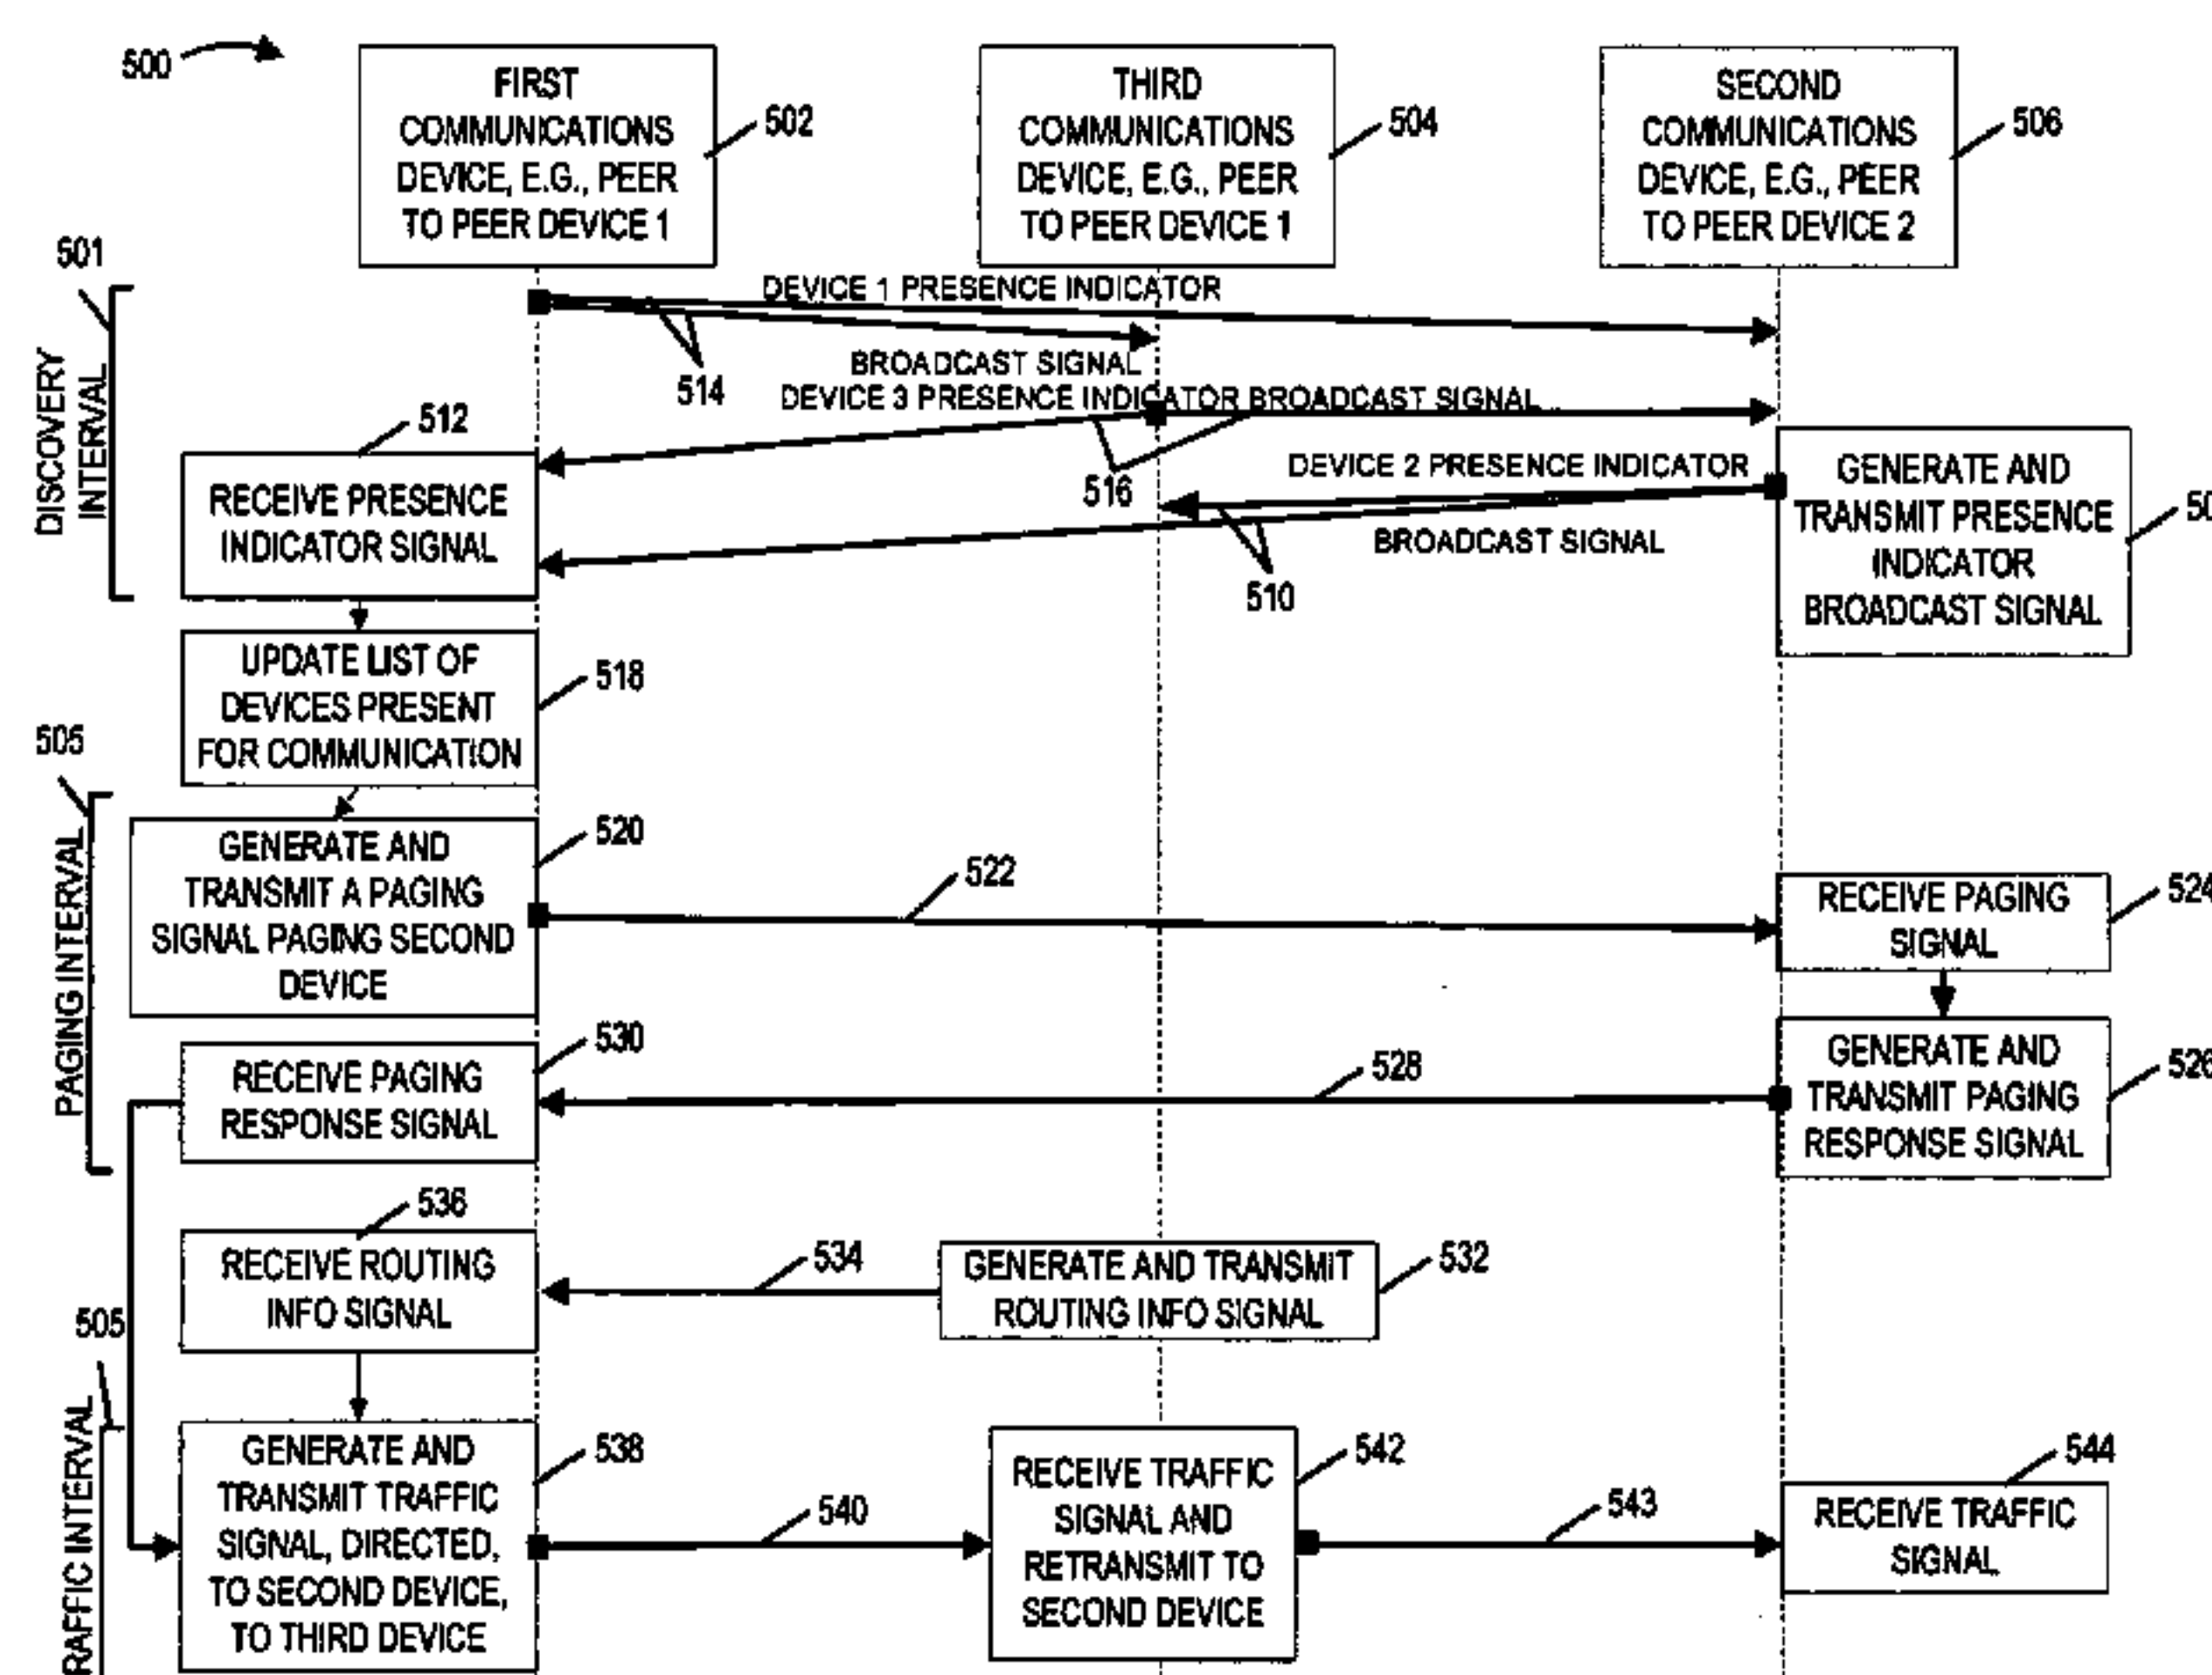 500
FIRST
COMMUNICATIONS
DEVICE, E.G., PEER
TO PEER DEVICE 1
502
THIRD
COMMUNICATIONS
DEVICE, E.G., PEER
TO PEER DEVICE 1
504
SECOND
COMMUNICATIONS
DEVICE, E.G., PEER
TO PEER DEVICE 2
506
501
DISCOVERY
INTERVAL
DEVICE 1 PRESENCE INDICATOR
BROADCAST SIGNAL
514
DEVICE 3 PRESENCE INDICATOR BROADCAST SIGNAL
516
512
RECEIVE PRESENCE
INDICATOR SIGNAL
DEVICE 2 PRESENCE INDICATOR
BROADCAST SIGNAL
510
GENERATE AND
TRANSMIT PRESENCE
INDICATOR
BROADCAST SIGNAL
UPDATE LIST OF
DEVICES PRESENT
FOR COMMUNICATION
518
505
PAGING INTERVAL
GENERATE AND
TRANSMIT A PAGING
SIGNAL PAGING SECOND
DEVICE
520
522
RECEIVE PAGING
SIGNAL
524
RECEIVE PAGING
RESPONSE SIGNAL
530
528
GENERATE AND
TRANSMIT PAGING
RESPONSE SIGNAL
526
536
RECEIVE ROUTING
INFO SIGNAL
534
GENERATE AND TRANSMIT
ROUTING INFO SIGNAL
532
505
TRAFFIC INTERVAL
GENERATE AND
TRANSMIT TRAFFIC
SIGNAL, DIRECTED,
TO SECOND DEVICE,
TO THIRD DEVICE
538
540
RECEIVE TRAFFIC
SIGNAL AND
RETRANSMIT TO
SECOND DEVICE
542
543
544
RECEIVE TRAFFIC
SIGNAL